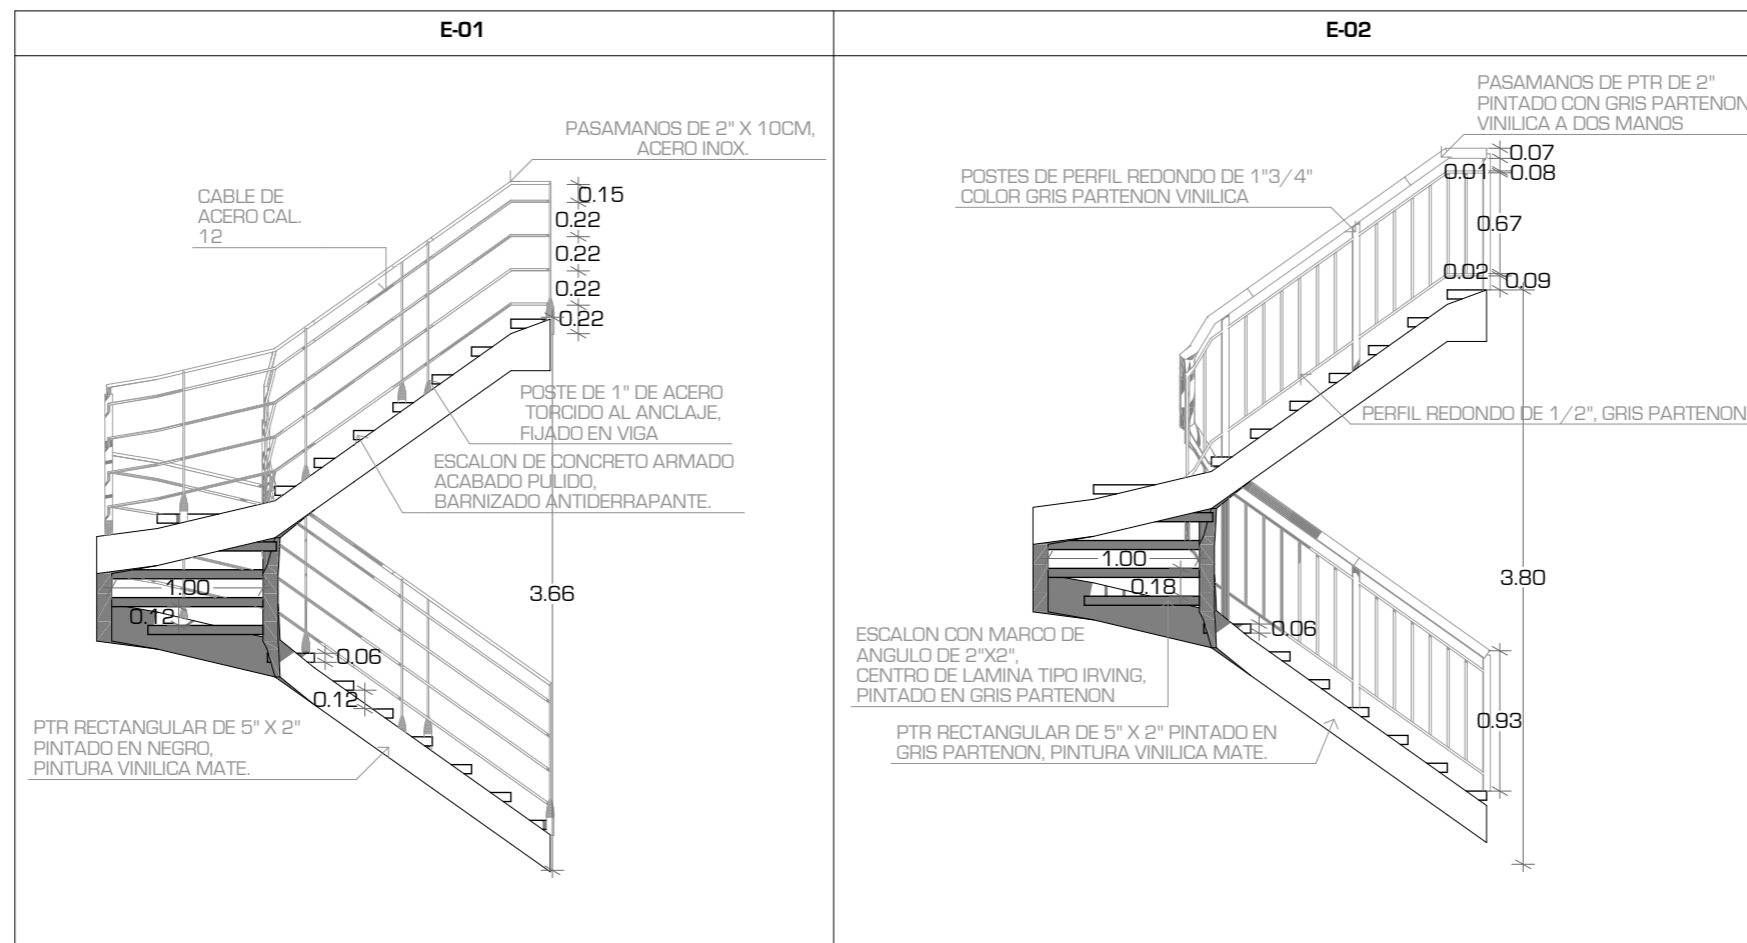 E-01
PASAMANOS DE 2" X 10CM,
ACERO INOX.
CABLE DE
ACERO CAL.
12
0.15
0.22
0.22
0.22
0.22
POSTE DE 1" DE ACERO
TORCIDO AL ANCLAJE,
FIJADO EN VIGA
ESCALON DE CONCRETO ARMADO
ACABADO PULIDO,
BARNIZADO ANTIDERRAPANTE.
1.00
0.12
3.66
0.06
0.12
PTR RECTANGULAR DE 5" X 2"
PINTADO EN NEGRO,
PINTURA VINILICA MATE.
E-02
PASAMANOS DE PTR DE 2"
PINTADO CON GRIS PARTENON
VINILICA A DOS MANOS
POSTES DE PERFIL REDONDO DE 1"3/4"
COLOR GRIS PARTENON VINILICA
0.07
0.01
0.08
0.67
0.02
0.09
PERFIL REDONDO DE 1/2", GRIS PARTENON
1.00
0.18
3.80
0.06
ESCALON CON MARCO DE
ANGULO DE 2"X2",
CENTRO DE LAMINA TIPO IRVING,
PINTADO EN GRIS PARTENON
0.93
PTR RECTANGULAR DE 5" X 2" PINTADO EN
GRIS PARTENON, PINTURA VINILICA MATE.